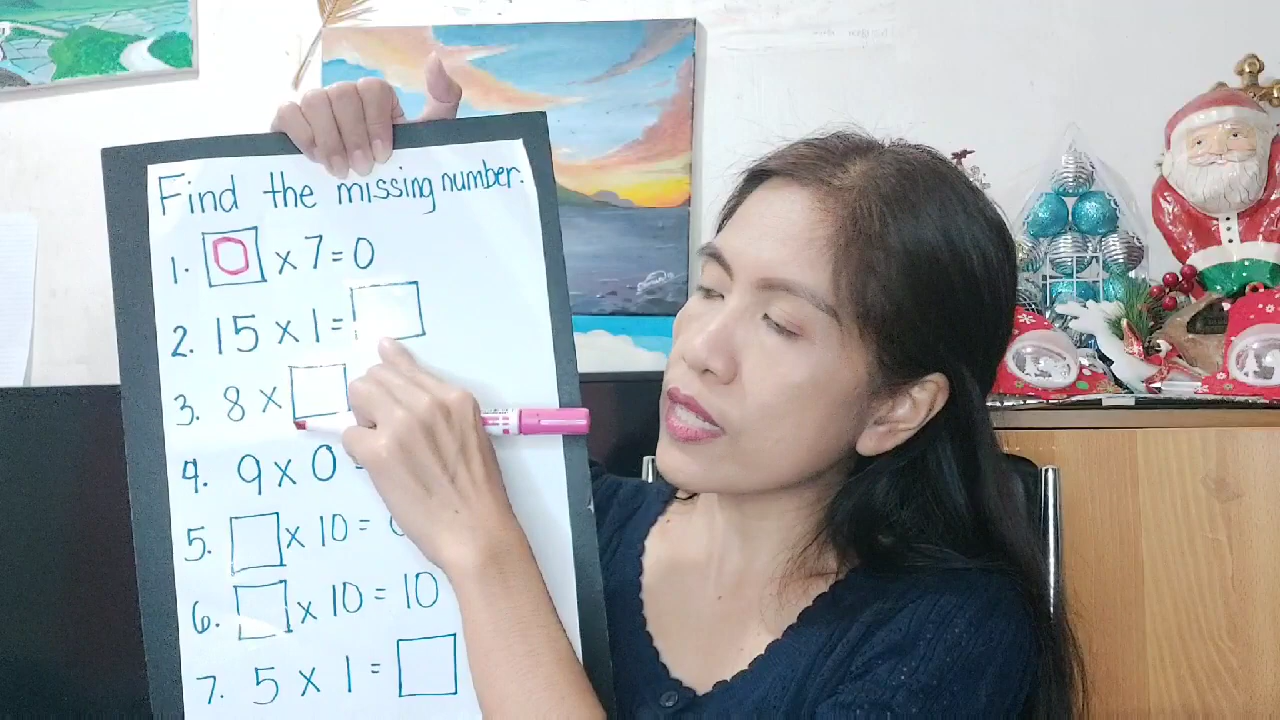 Find the missing number.
1. 0 x 7 = 0
2. 15 x 1 =
3. 8 x
4. 9 x 0 =
5. x 10 =
6. x 10 = 10
7. 5 x 1 =